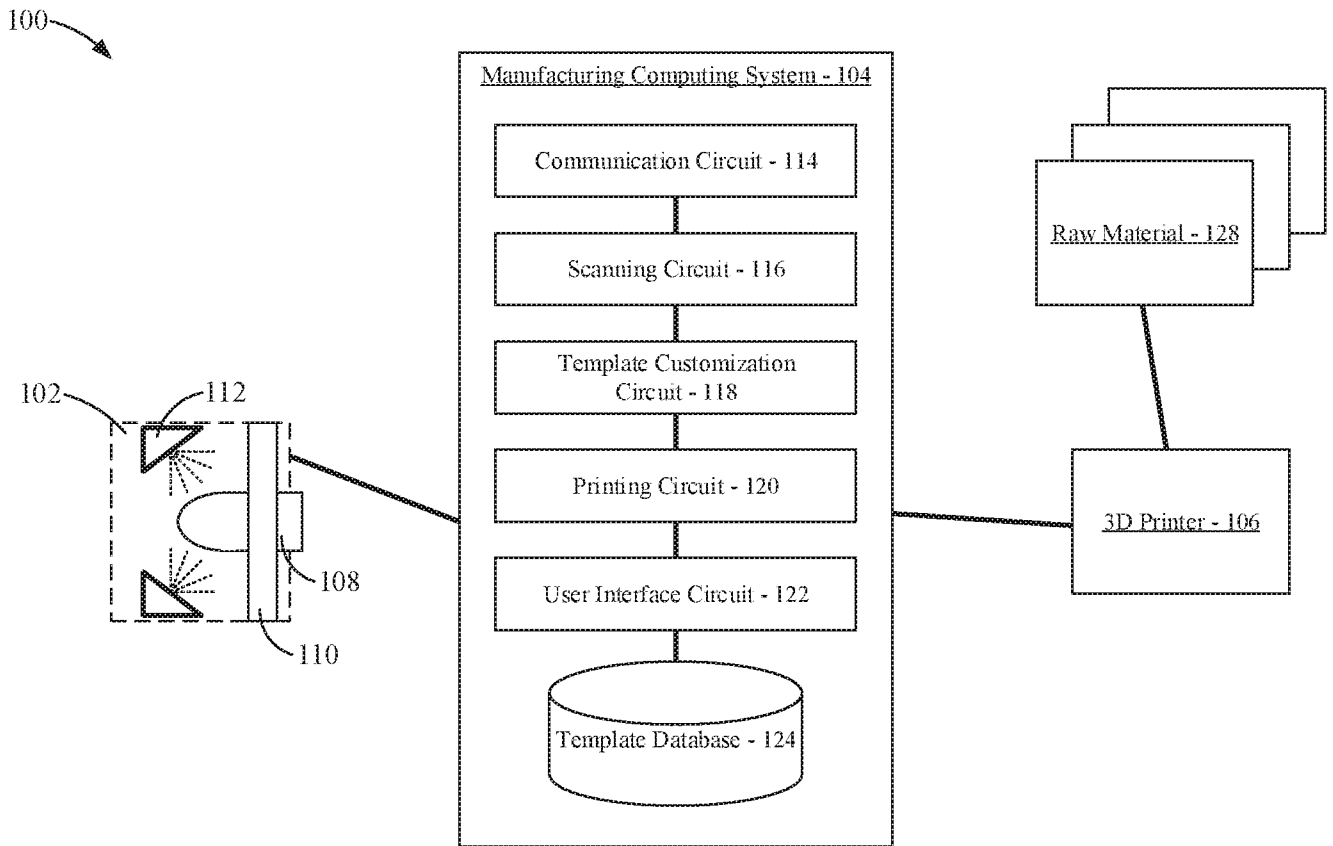 100
Manufacturing Computing System - 104
Communication Circuit - 114
Scanning Circuit - 116
Template Customization
Circuit - 118
Printing Circuit - 120
User Interface Circuit - 122
Template Database - 124
102
112
108
110
Raw Material - 128
3D Printer - 106